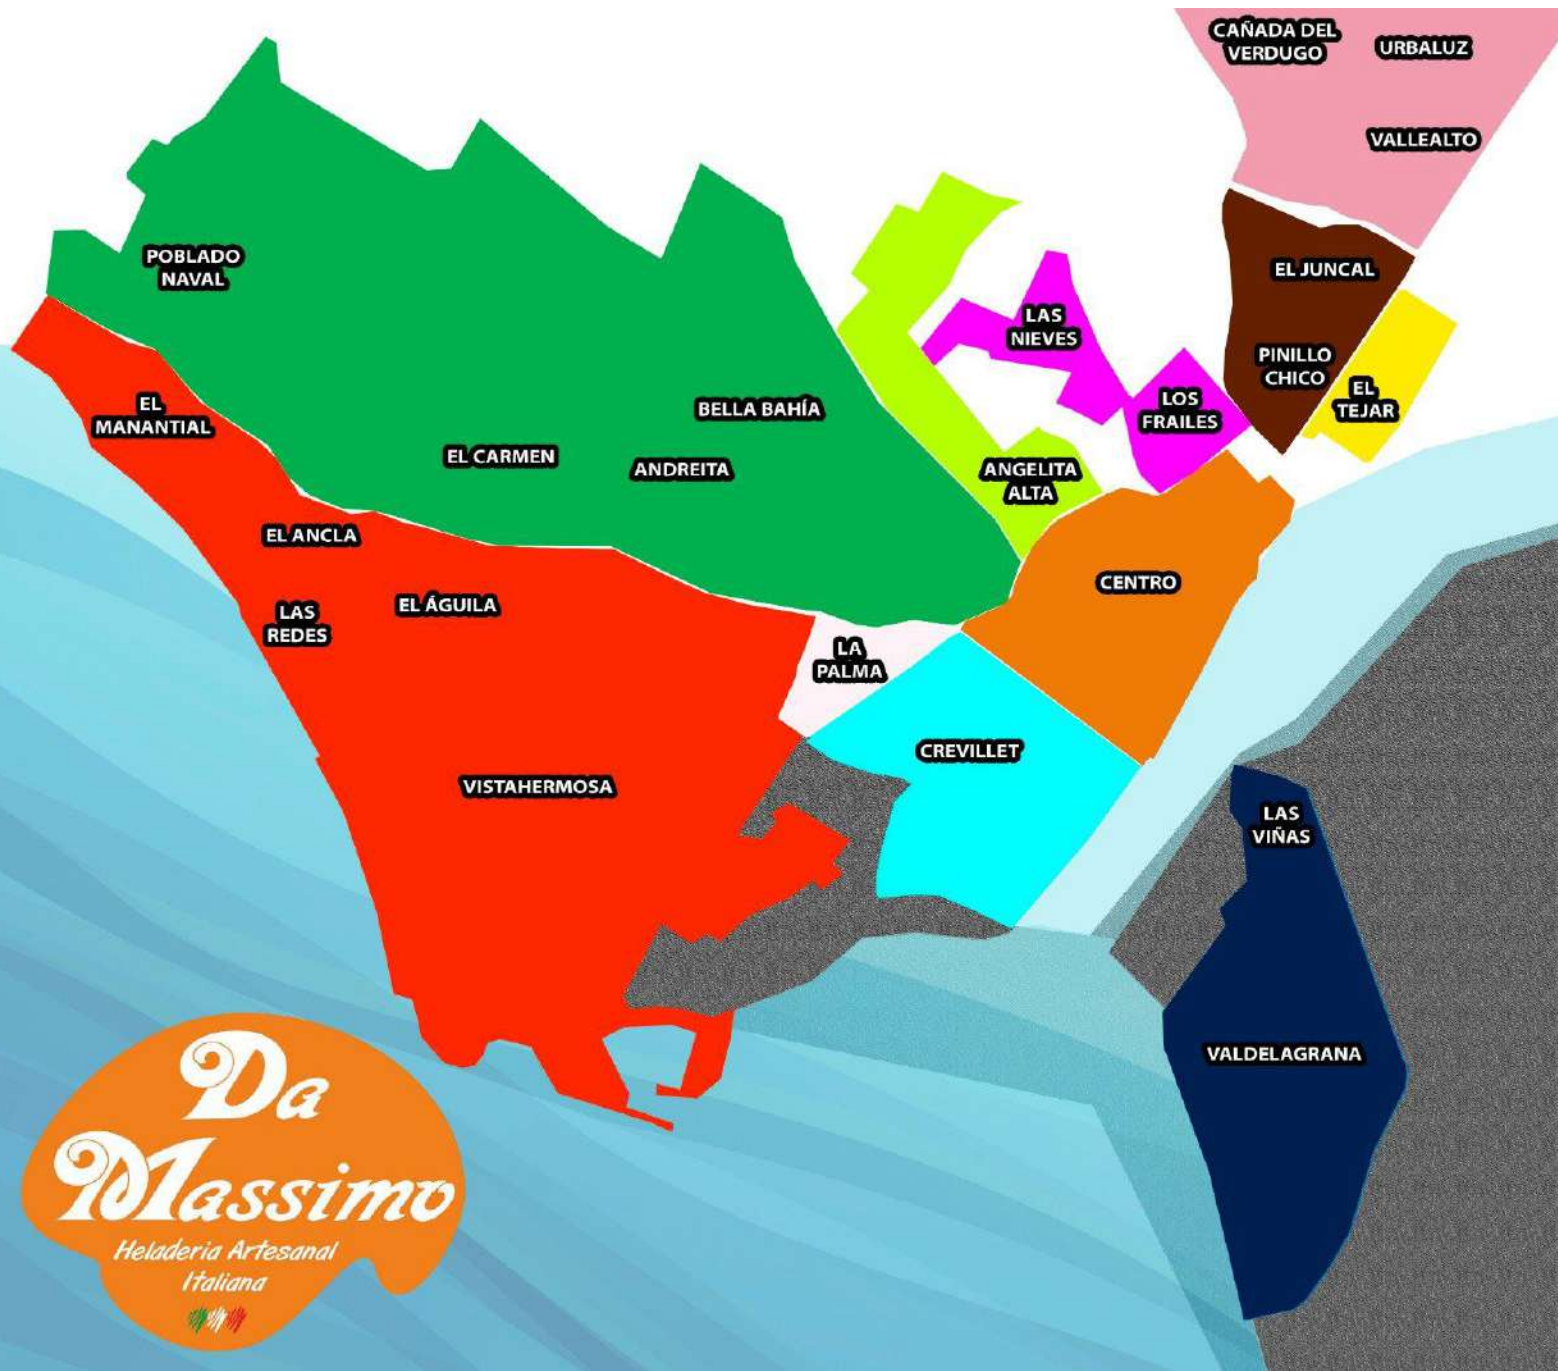 CAÑADA DEL
VERDUGO
URBALUZ
VALLEALTO
POBLADO
NAVAL
EL JUNCAL
LAS
NIEVES
PINILLO
CHICO
EL
TEJAR
LOS
FRAILES
EL
MANANTIAL
BELLA BAHÍA
EL CARMEN
ANDREITA
ANGELITA
ALTA
EL ANCLA
CENTRO
LAS
REDES
EL ÁGUILA
LA
PALMA
CREVILLET
VISTAHERMOSA
LAS
VIÑAS
VALDELAGRANA
Da
Massimo
Heladeria Artesanal
Italiana